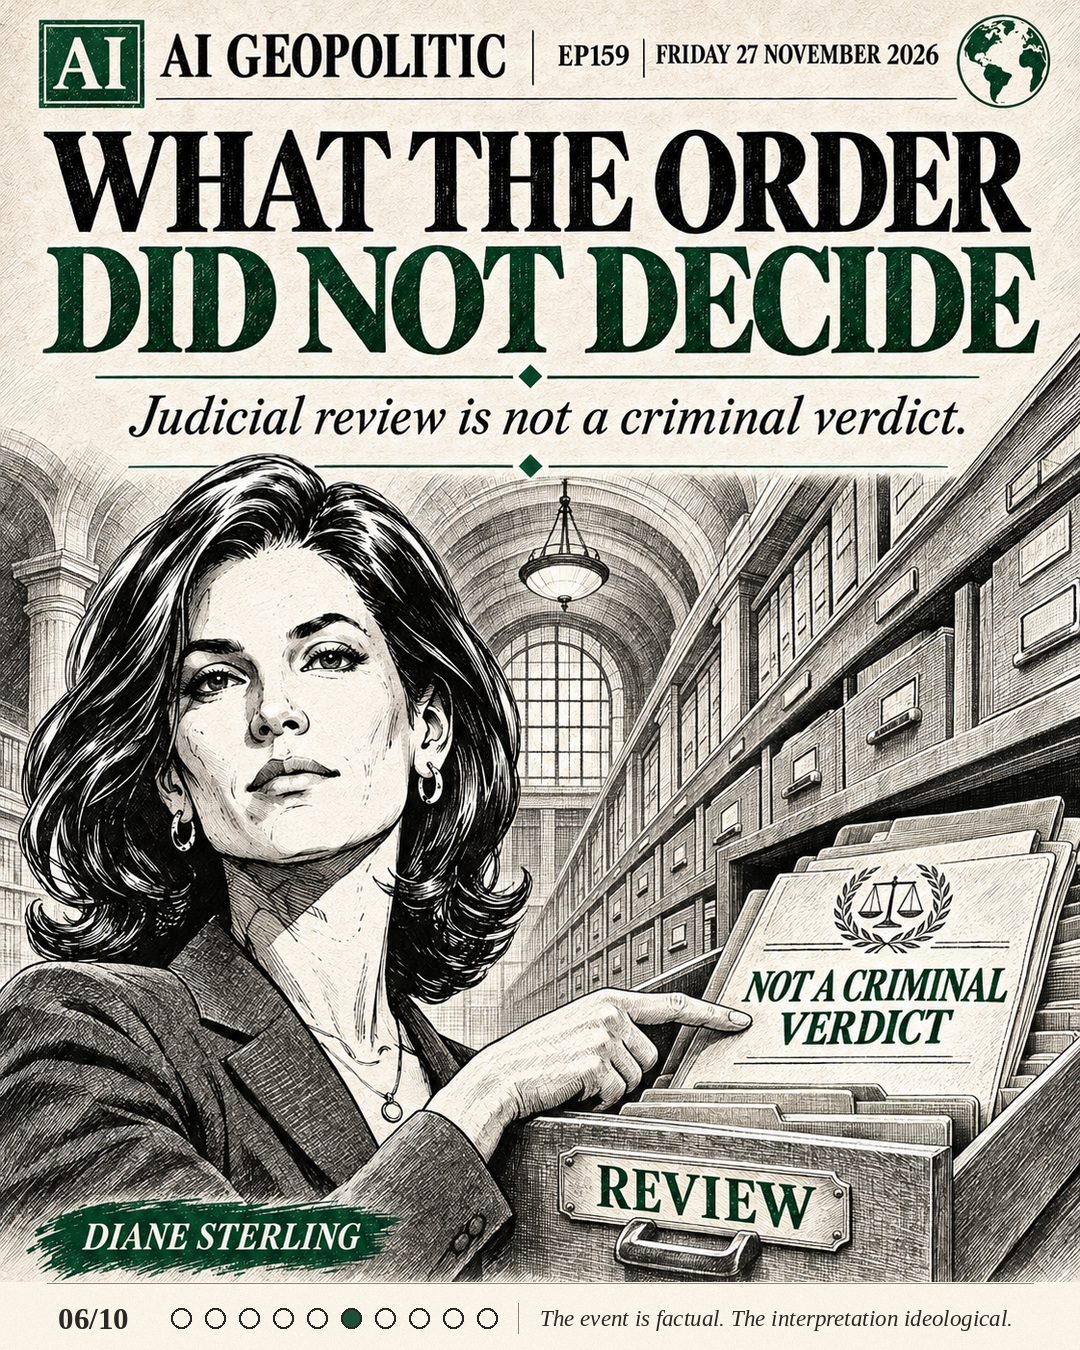 AI
AI GEOPOLITIC
EP159
FRIDAY 27 NOVEMBER 2026
WHAT THE ORDER
DID NOT DECIDE
Judicial review is not a criminal verdict.
NOT A CRIMINAL
VERDICT
REVIEW
DIANE STERLING
06/10
The event is factual. The interpretation ideological.